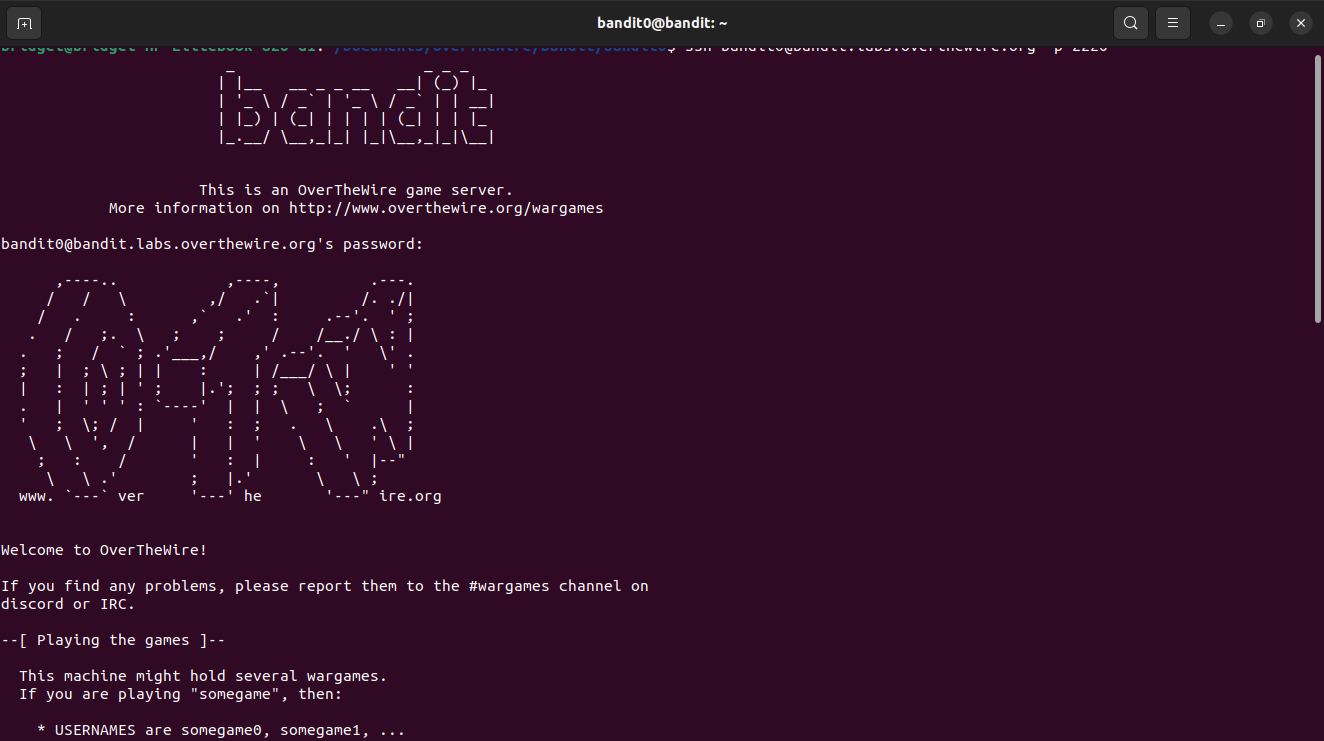 bandit0@bandit: ~
ssh bandit0@bandit.labs.overthewire.org -p 2220
bandit
This is an OverTheWire game server.
More information on http://www.overthewire.org/wargames
bandit0@bandit.labs.overthewire.org's password:
www. ver he ire.org
Welcome to OverTheWire!
If you find any problems, please report them to the #wargames channel on
discord or IRC.
--[ Playing the games ]--
This machine might hold several wargames.
If you are playing "somegame", then:
* USERNAMES are somegame0, somegame1, ...